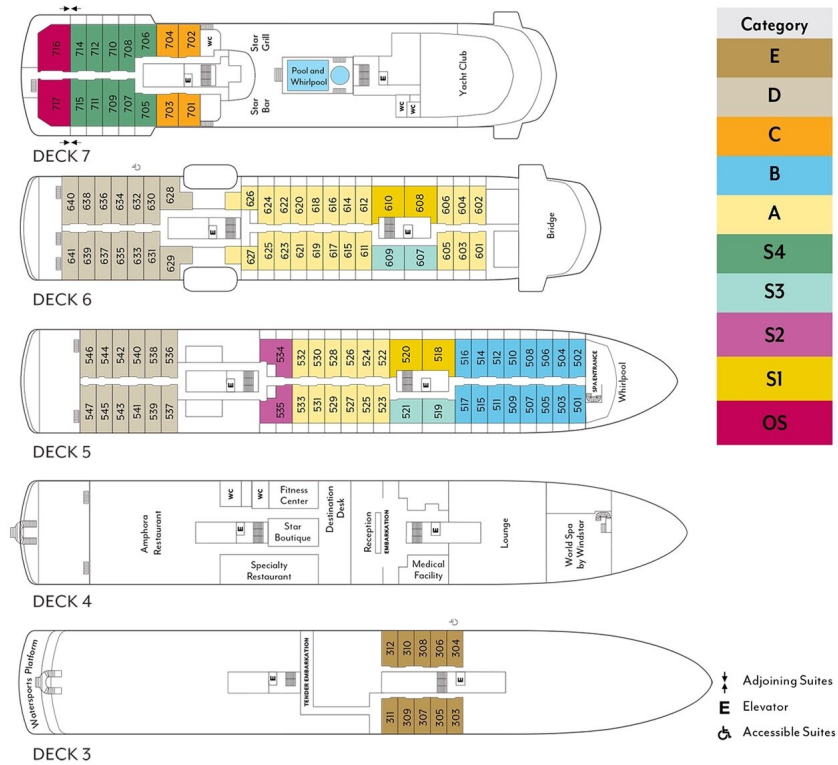 716 714 712 710 708 706 704 702
WC
Star
Grill
E
Pool and
Whirlpool
E
Yacht Club
Star
Bar
WC
WC
717 715 711 709 707 705 703 701
DECK 7
640 638 636 634 632 630 628 626 624 622 620 618 616 614 612 610 608 606 604 602
E
E
Bridge
641 639 637 635 633 631 629 627 625 623 621 619 617 615 611 609 607 605 603 601
DECK 6
546 544 542 540 538 536 534 532 530 528 526 524 522 520 518 516 514 512 510 508 506 504 502
E
E
SPA ENTRANCE
Whirlpool
547 545 543 541 539 537 535 533 531 529 527 525 523 521 519 517 515 511 509 507 505 503 501
DECK 5
Amphora
Restaurant
WC
WC
Fitness
Center
E
Star
Boutique
Specialty
Restaurant
Destination
Desk
Reception
EMBARKATION
E
Medical
Facility
Lounge
World Spa
by Windstar
DECK 4
Watersports Platform
E
TENDER EMBARKATION
312 310 308 306 304
E
311 309 307 305 303
DECK 3
Category
E
D
C
B
A
S4
S3
S2
S1
OS
Adjoining Suites
E Elevator
Accessible Suites